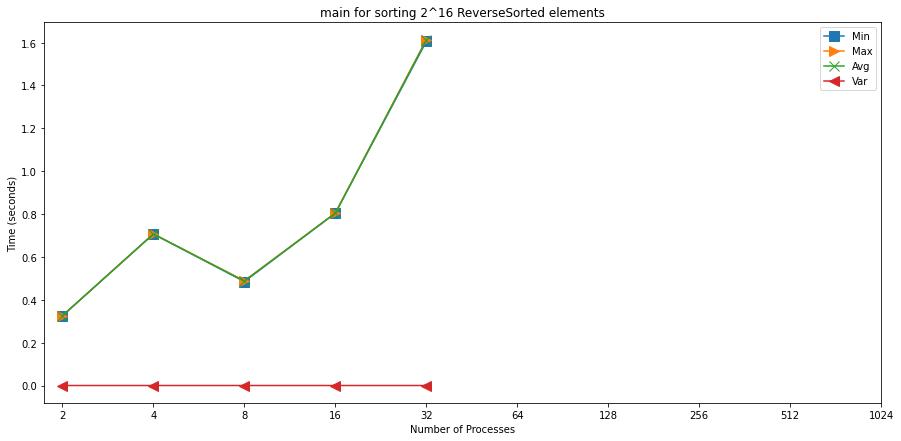 main for sorting 2^16 ReverseSorted elements
Min
Max
Avg
Var
Time (seconds)
1.6
1.4
1.2
1.0
0.8
0.6
0.4
0.2
0.0
2 4 8 16 32 64 128 256 512 1024
Number of Processes